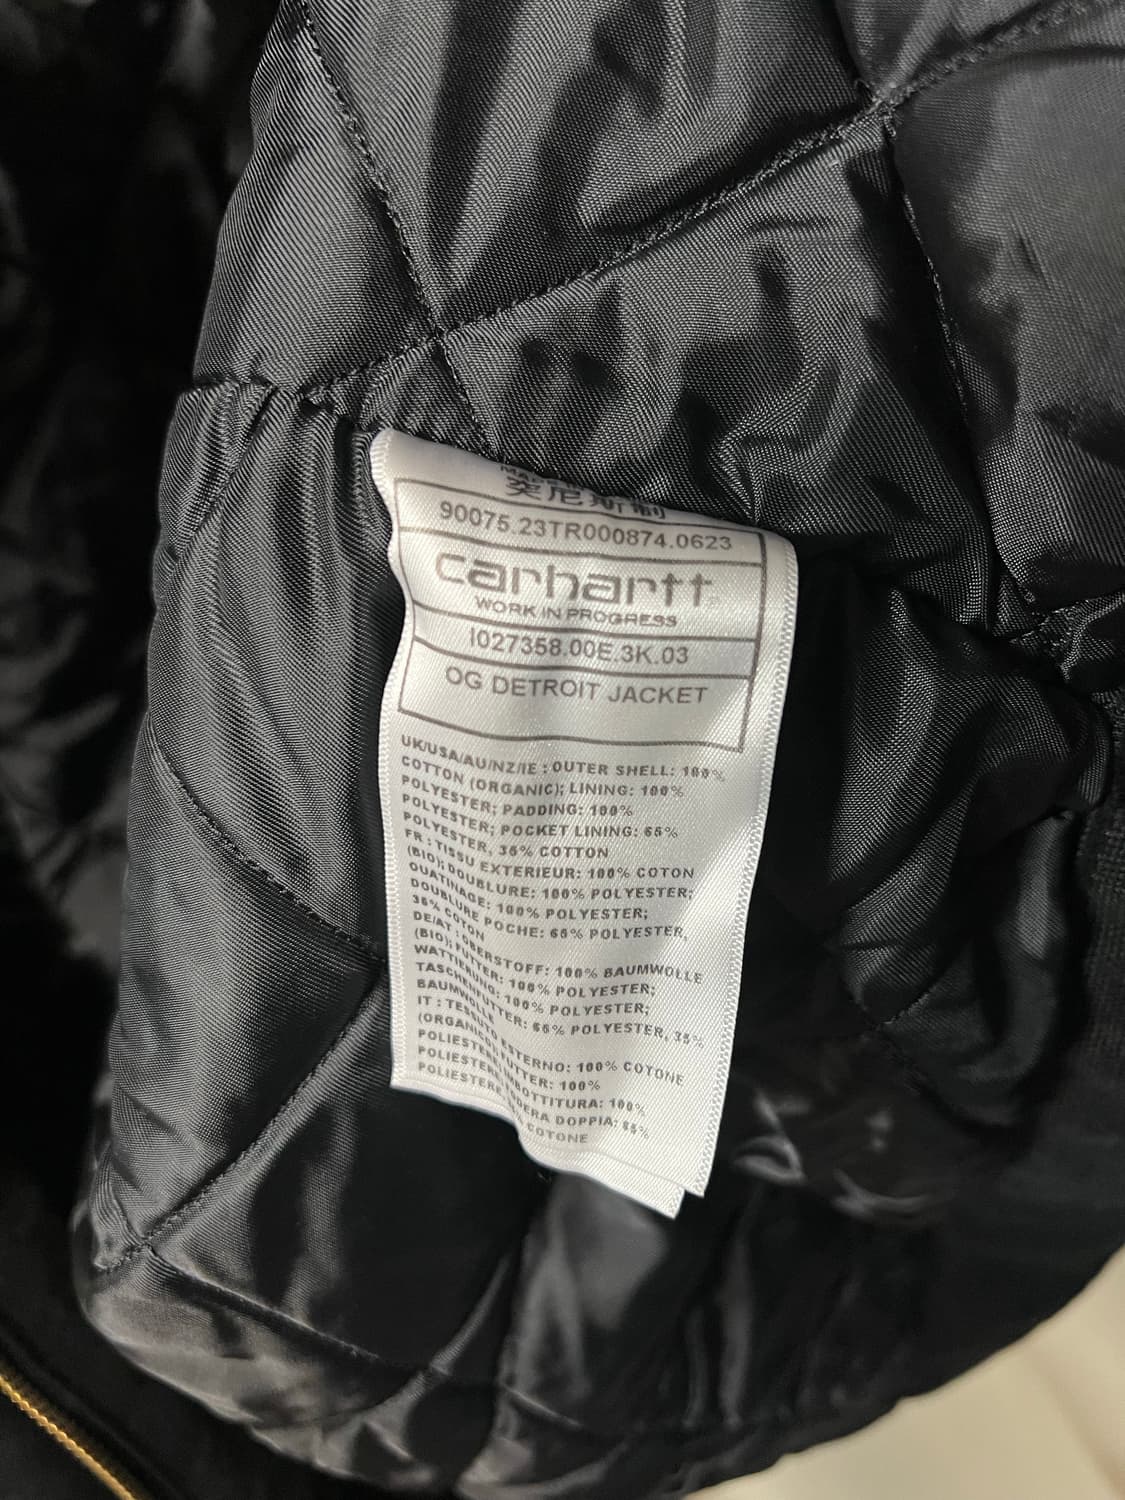 突尼斯制
90075.23TR000874.0623
carhartt
WORK IN PROGRESS
I027358.00E.3K.03
OG DETROIT JACKET
UK/USA/AU/NZ/IE : OUTER SHELL: 100%
COTTON (ORGANIC); LINING: 100%
POLYESTER; PADDING: 100%
POLYESTER; POCKET LINING: 65%
POLYESTER, 35% COTTON
FR : TISSU EXTERIEUR: 100% COTON
(BIO); DOUBLURE: 100% POLYESTER;
OUATINAGE: 100% POLYESTER;
DOUBLURE POCHE: 65% POLYESTER,
35% COTON
DE/AT : OBERSTOFF: 100% BAUMWOLLE
(BIO); FUTTER: 100% POLYESTER;
WATTIERUNG: 100% POLYESTER;
TASCHENFUTTER: 65% POLYESTER, 35%
BAUMWOLLE
IT : TESSUTO ESTERNO: 100% COTONE
(ORGANICO); FUTTER: 100%
POLIESTERE; IMBOTTITURA: 100%
POLIESTERE; FODERA DOPPIA: 65%
POLIESTERE, COTONE